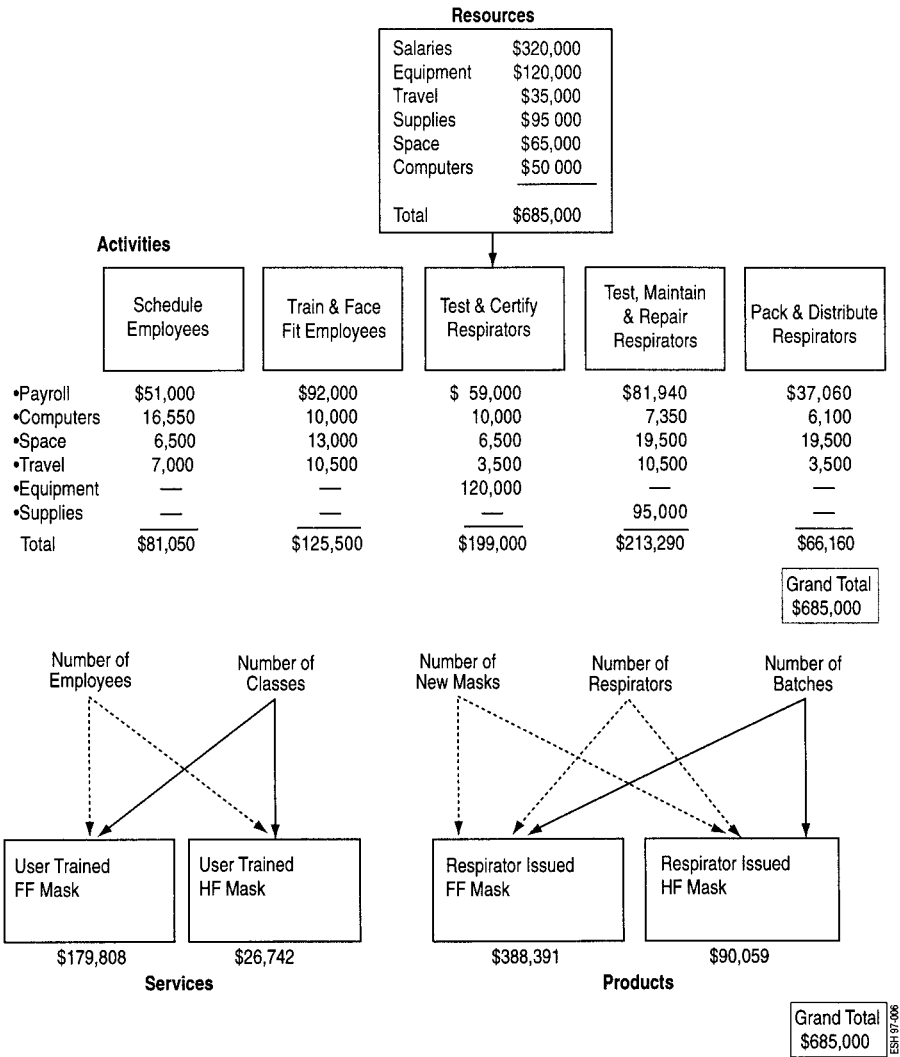 Resources
Salaries $320,000
Equipment $120,000
Travel $35,000
Supplies $95 000
Space $65,000
Computers $50 000
Total $685,000
Activities
Schedule
Employees
Train & Face
Fit Employees
Test & Certify
Respirators
Test, Maintain
& Repair
Respirators
Pack & Distribute
Respirators
•Payroll $51,000 $92,000 $ 59,000 $81,940 $37,060
•Computers 16,550 10,000 10,000 7,350 6,100
•Space 6,500 13,000 6,500 19,500 19,500
•Travel 7,000 10,500 3,500 10,500 3,500
•Equipment — — 120,000 — —
•Supplies — — — 95,000 —
Total $81,050 $125,500 $199,000 $213,290 $66,160
Grand Total
$685,000
Number of
Employees
Number of
Classes
Number of
New Masks
Number of
Respirators
Number of
Batches
User Trained
FF Mask
User Trained
HF Mask
Respirator Issued
FF Mask
Respirator Issued
HF Mask
$179,808 $26,742 $388,391 $90,059
Services Products
Grand Total
$685,000
ESH 97-006